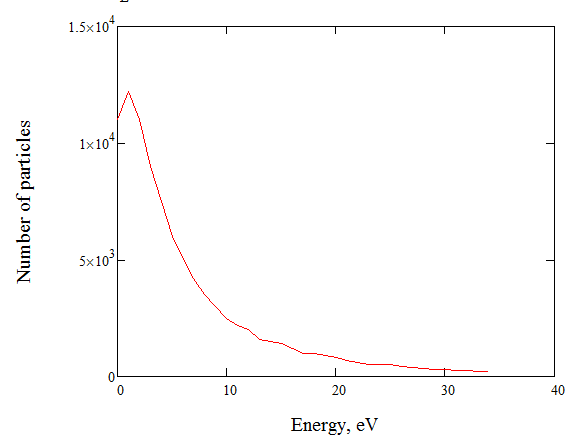 1.5×10⁴
1×10⁴
5×10³
0
0 10 20 30 40
Number of particles
Energy, eV